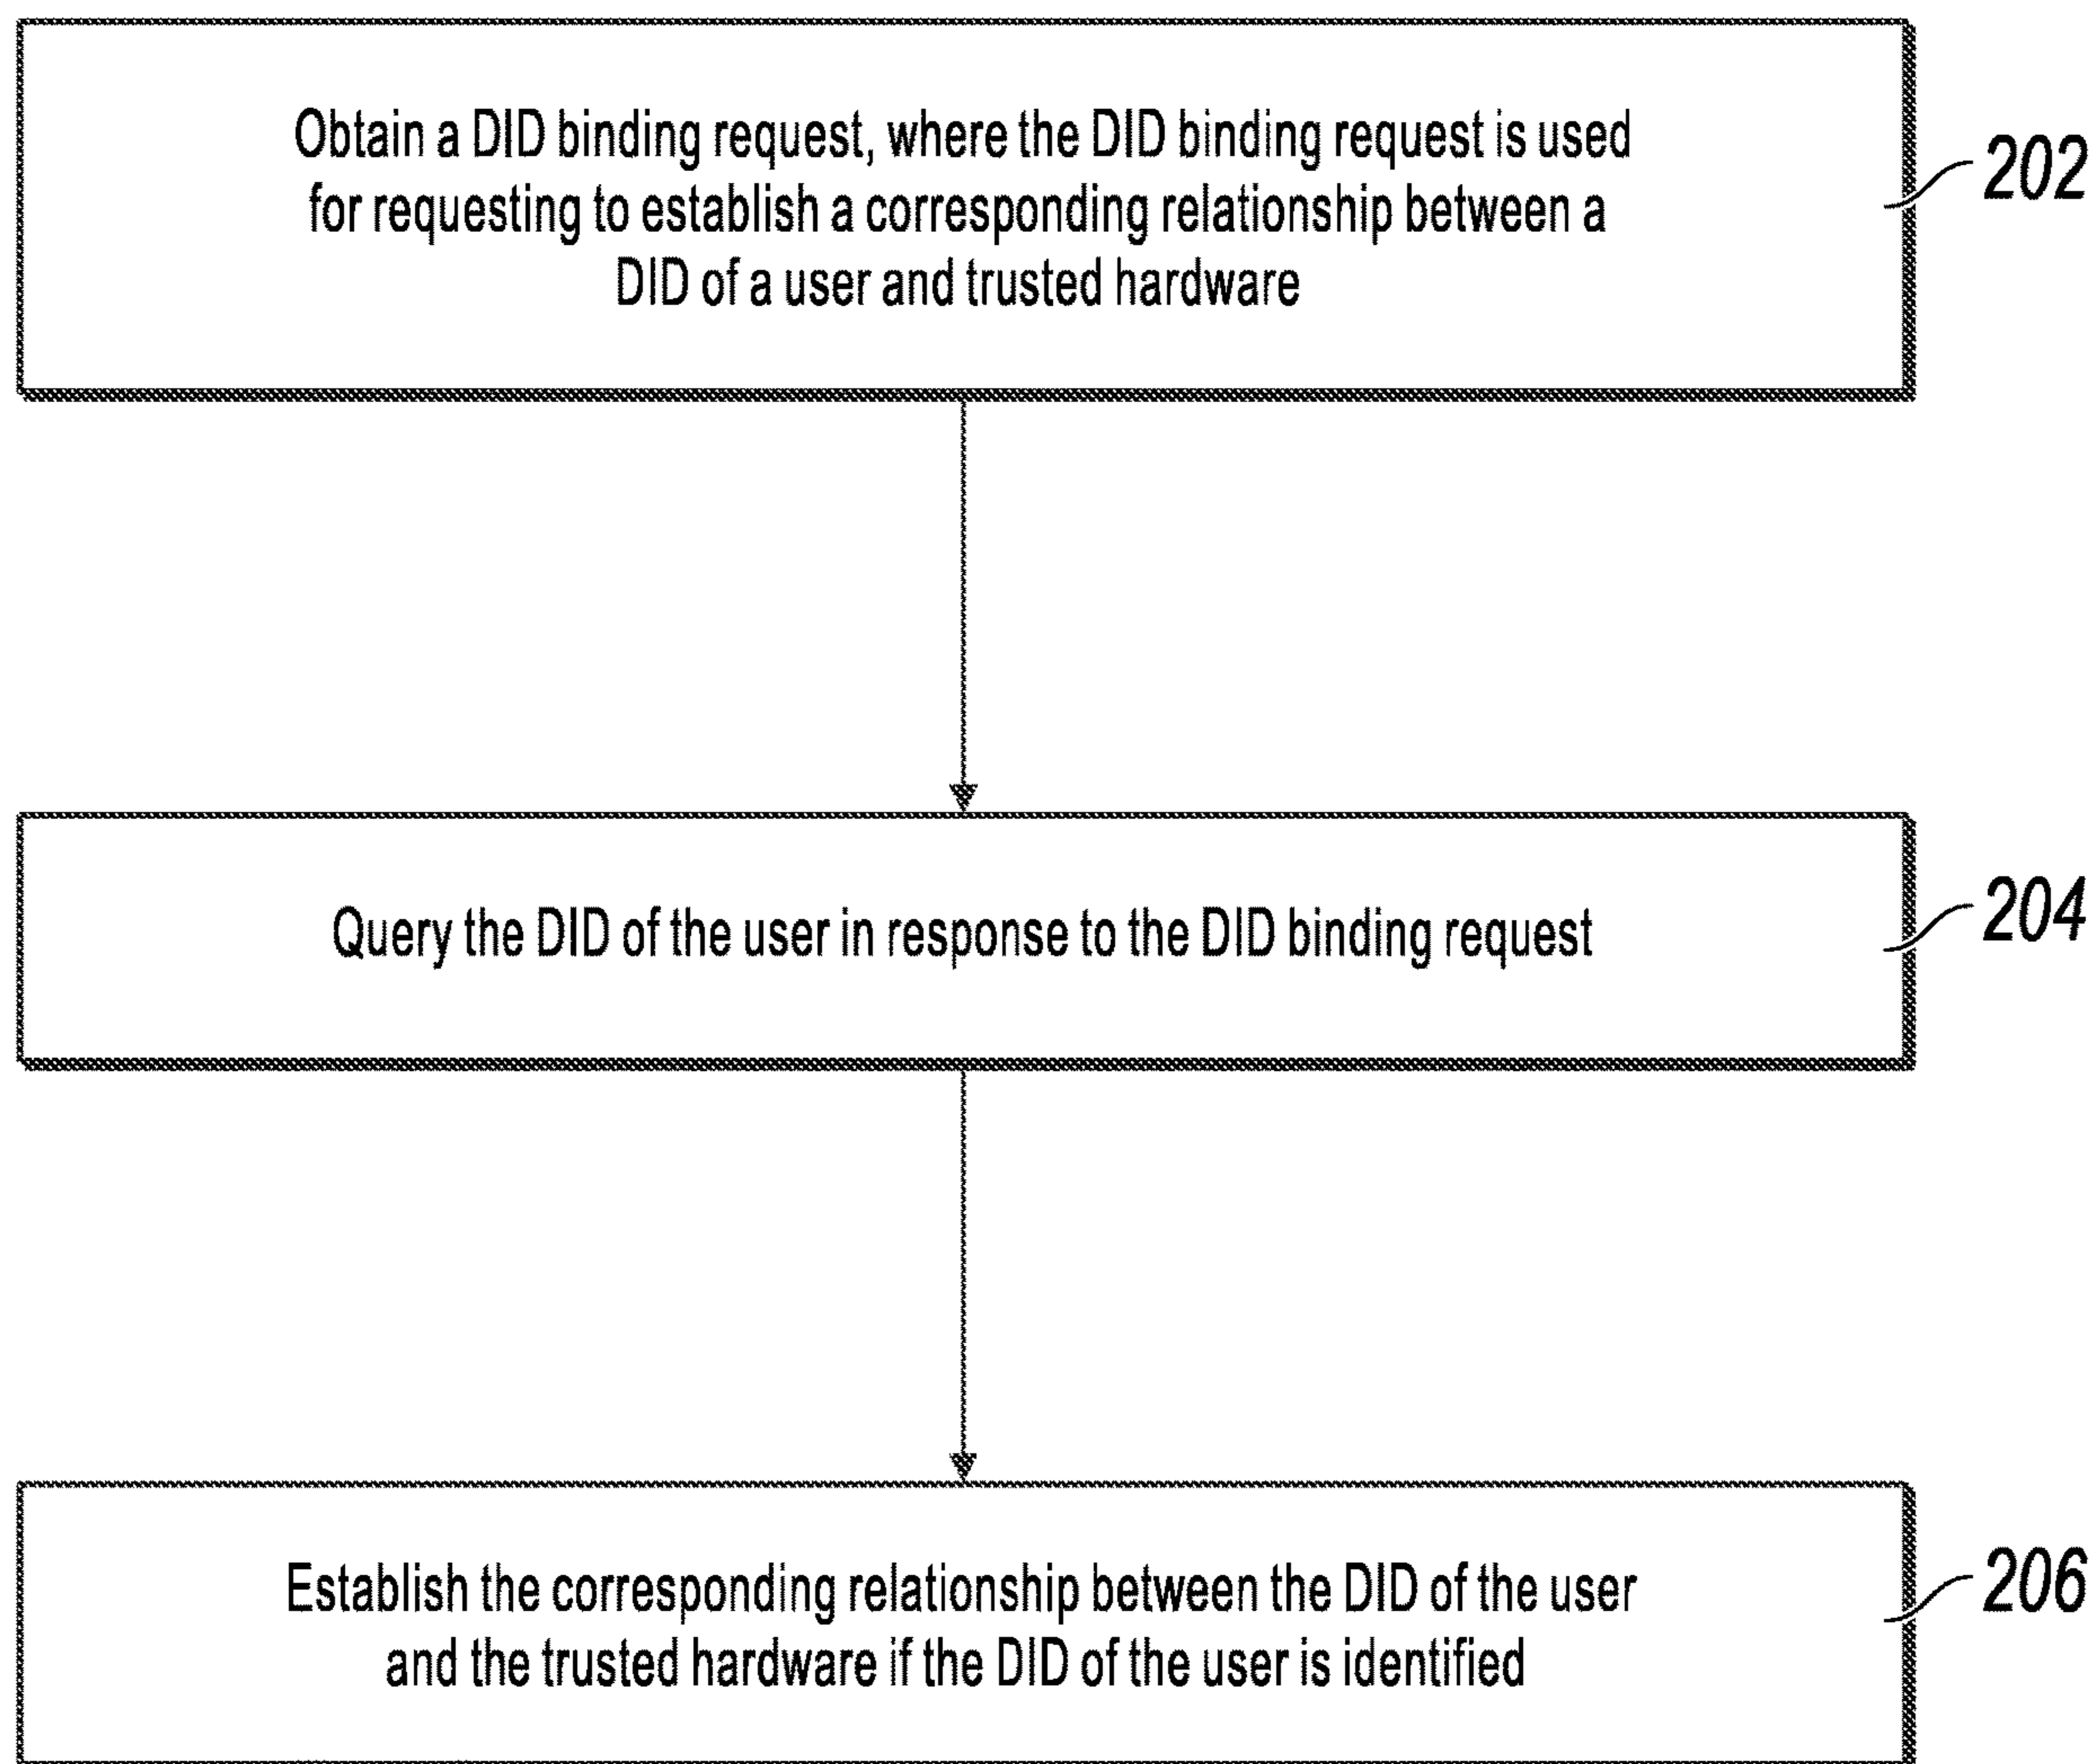 Obtain a DID binding request, where the DID binding request is used
for requesting to establish a corresponding relationship between a
DID of a user and trusted hardware
202
Query the DID of the user in response to the DID binding request
204
Establish the corresponding relationship between the DID of the user
and the trusted hardware if the DID of the user is identified
206